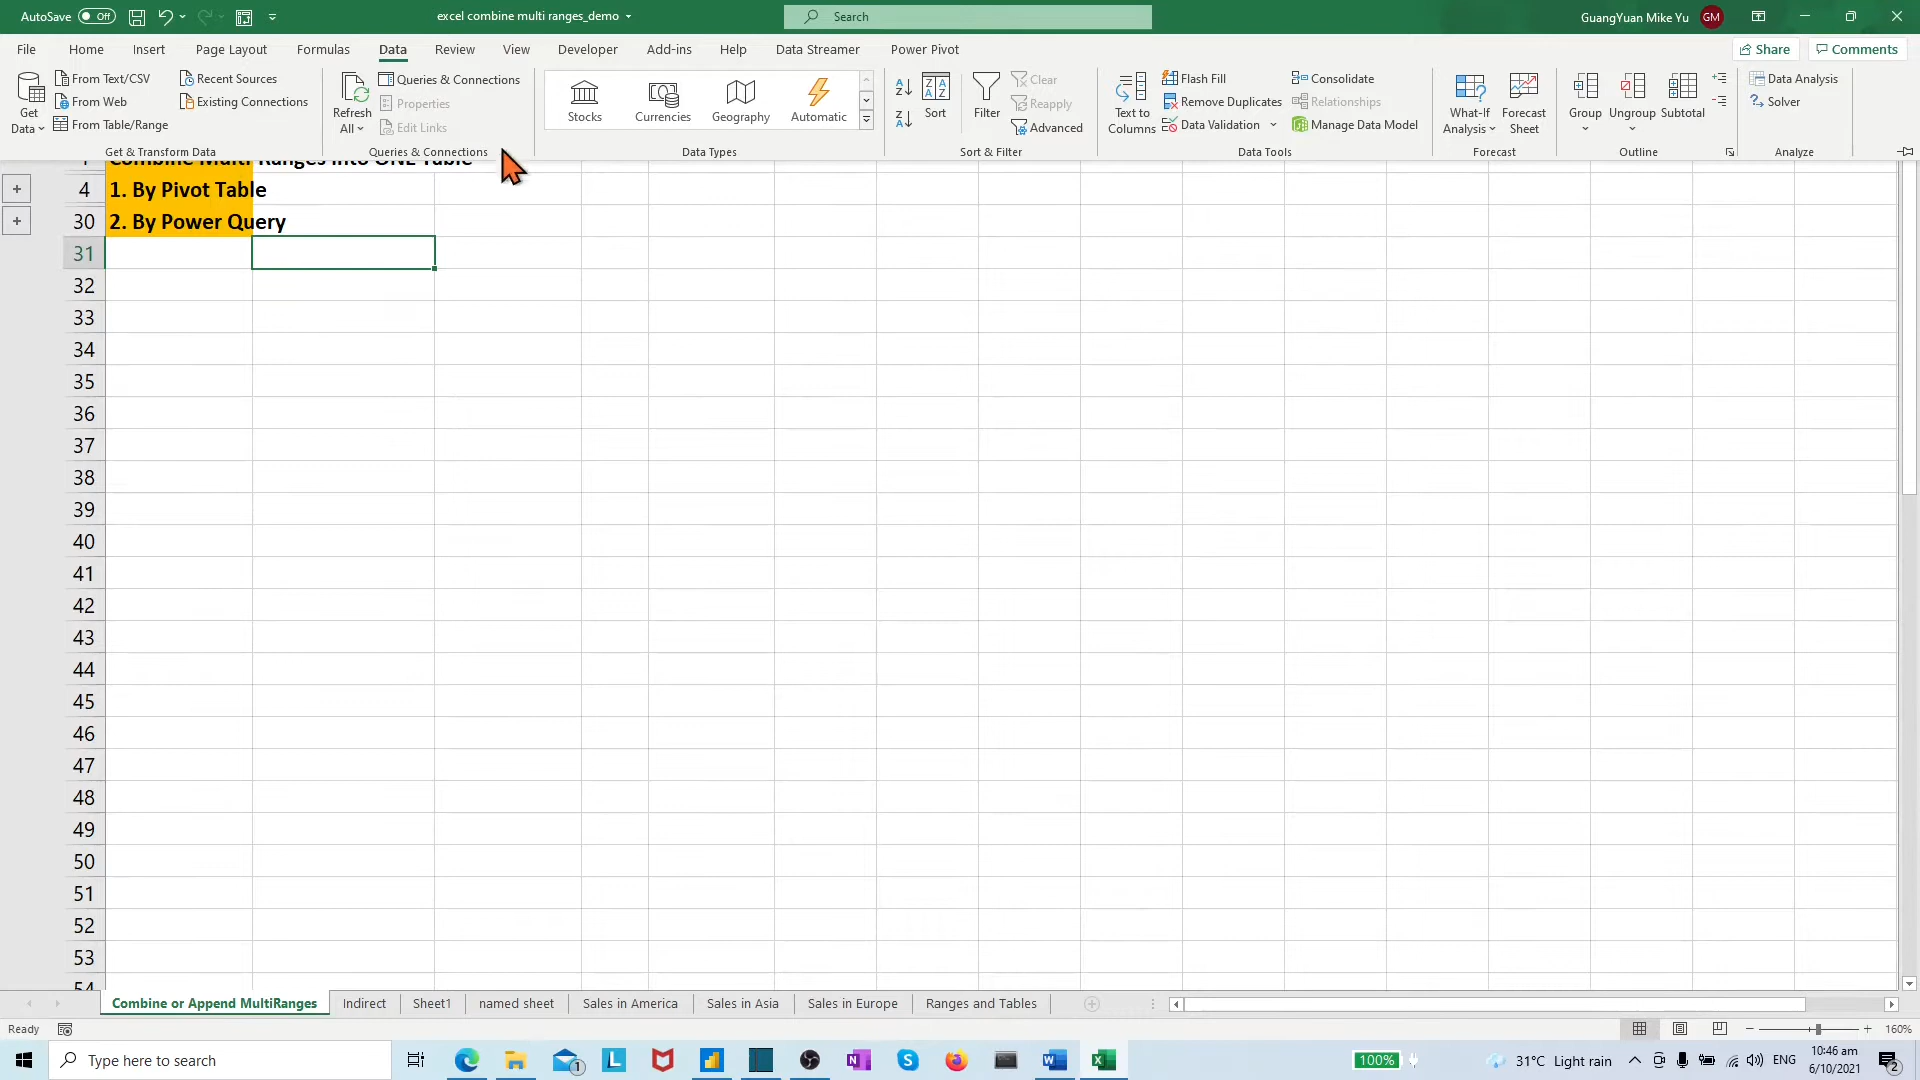 AutoSave Off excel combine multi ranges_demo Search GuangYuan Mike Yu GM
File Home Insert Page Layout Formulas Data Review View Developer Add-ins Help Data Streamer Power Pivot Share Comments
Get Data
From Text/CSV
From Web
From Table/Range
Recent Sources
Existing Connections
Get & Transform Data
Refresh All
Queries & Connections
Properties
Edit Links
Queries & Connections
Stocks Currencies Geography Automatic
Data Types
Sort
Filter
Clear
Reapply
Advanced
Sort & Filter
Text to Columns
Flash Fill
Remove Duplicates
Data Validation
Consolidate
Relationships
Manage Data Model
Data Tools
What-If Analysis
Forecast Sheet
Forecast
Group Ungroup Subtotal
Outline
Data Analysis
Solver
Analyze
Combine Multi Ranges into ONE Table
4 1. By Pivot Table
30 2. By Power Query
31
32
33
34
35
36
37
38
39
40
41
42
43
44
45
46
47
48
49
50
51
52
53
54
Combine or Append MultiRanges Indirect Sheet1 named sheet Sales in America Sales in Asia Sales in Europe Ranges and Tables
Ready 160%
Type here to search 1 100% 31°C Light rain ENG 10:46 am
6/10/2021 2